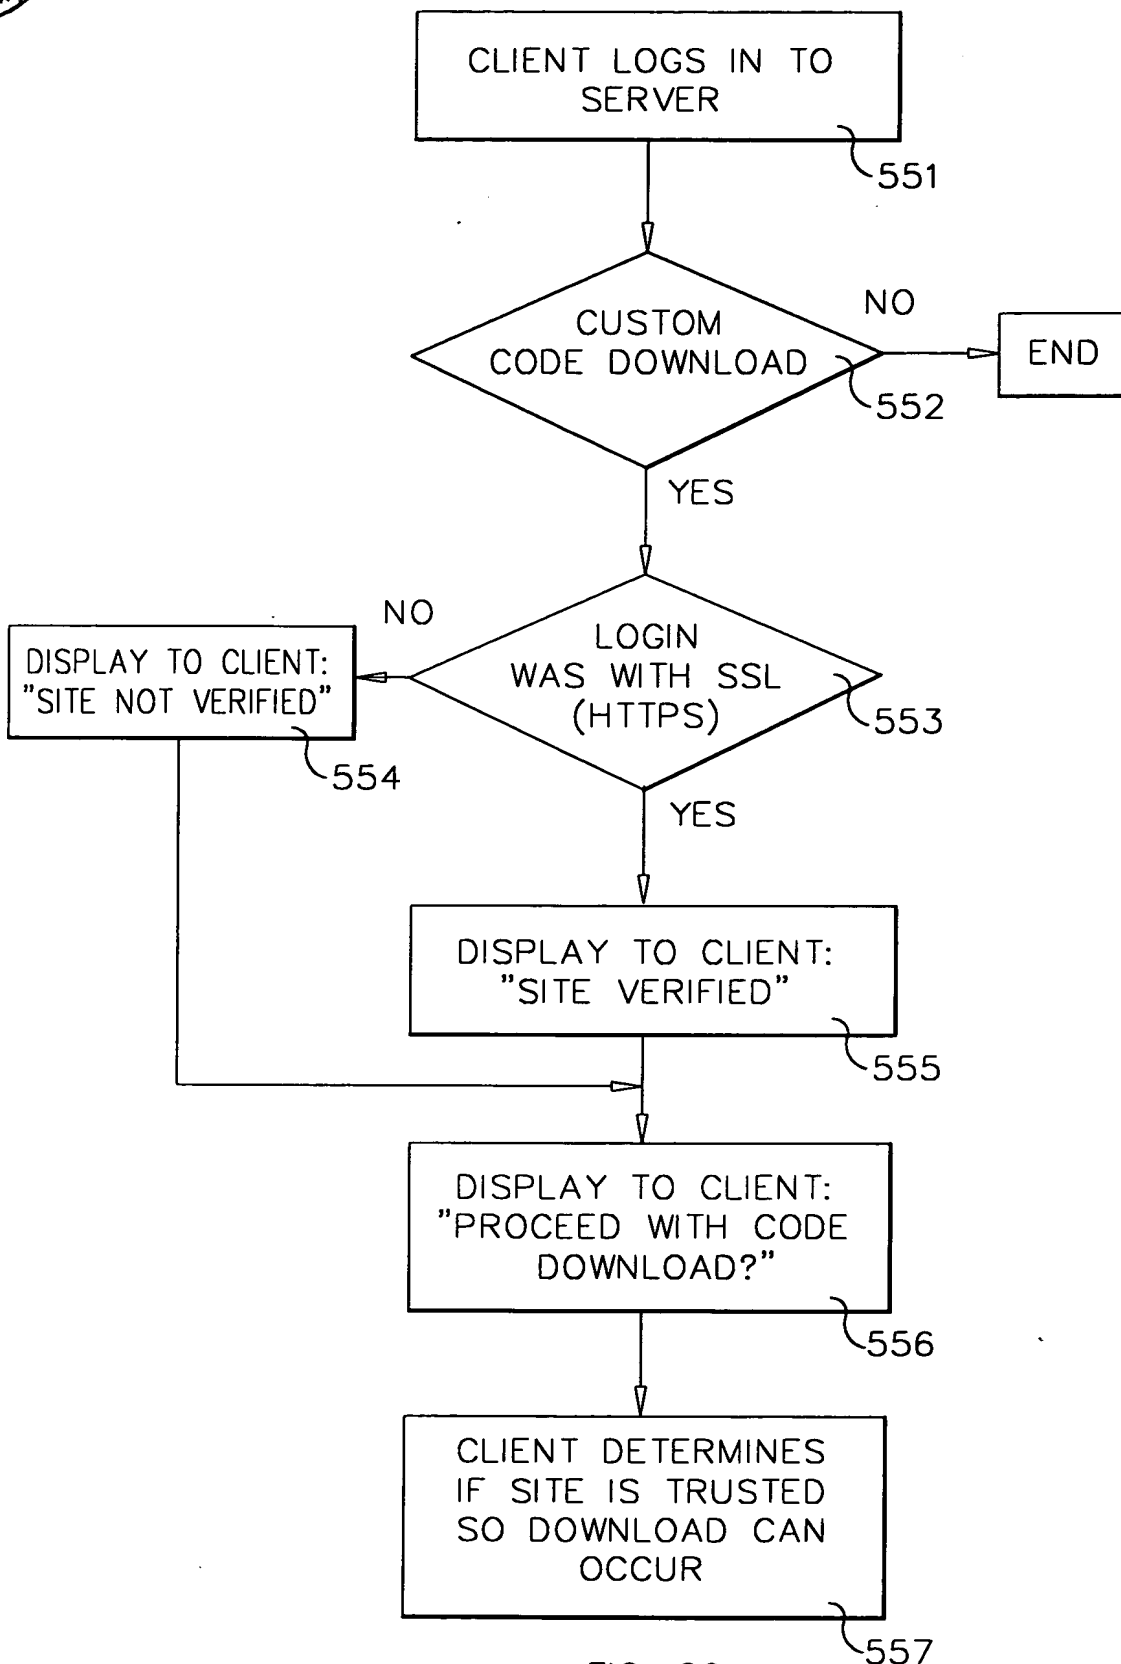 CLIENT LOGS IN TO
SERVER
551
CUSTOM
CODE DOWNLOAD
552
NO
END
YES
LOGIN
WAS WITH SSL
(HTTPS)
553
NO
DISPLAY TO CLIENT:
"SITE NOT VERIFIED"
554
YES
DISPLAY TO CLIENT:
"SITE VERIFIED"
555
DISPLAY TO CLIENT:
"PROCEED WITH CODE
DOWNLOAD?"
556
CLIENT DETERMINES
IF SITE IS TRUSTED
SO DOWNLOAD CAN
OCCUR
557